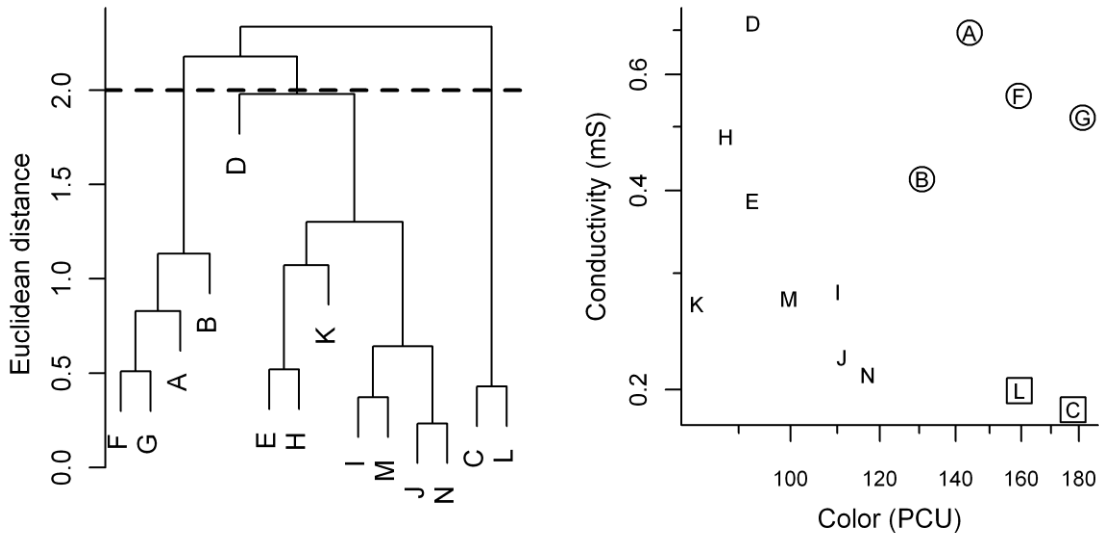 Euclidean distance
2.0
1.5
1.0
0.5
0.0
F
G
A
B
D
E
H
K
I
M
J
N
C
L
Conductivity (mS)
0.6
0.4
0.2
D
A
F
G
H
B
E
K
M
I
J
N
L
C
100 120 140 160 180
Color (PCU)